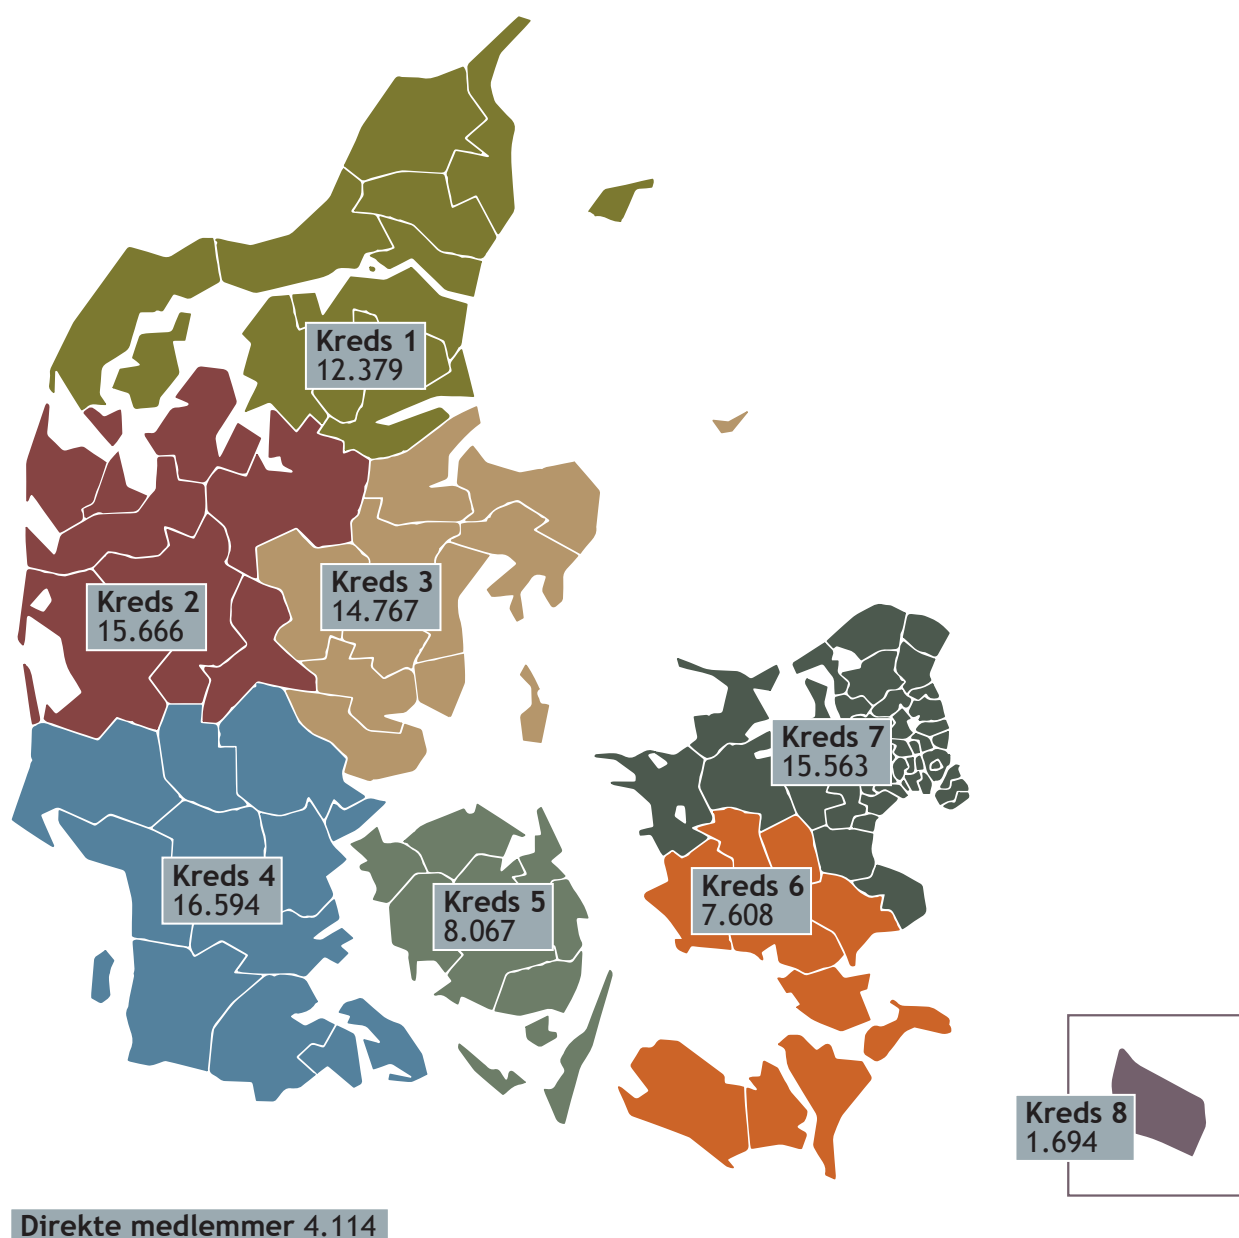 Kreds 1
12.379
Kreds 2
15.666
Kreds 3
14.767
Kreds 4
16.594
Kreds 5
8.067
Kreds 6
7.608
Kreds 7
15.563
Kreds 8
1.694
Direkte medlemmer 4.114